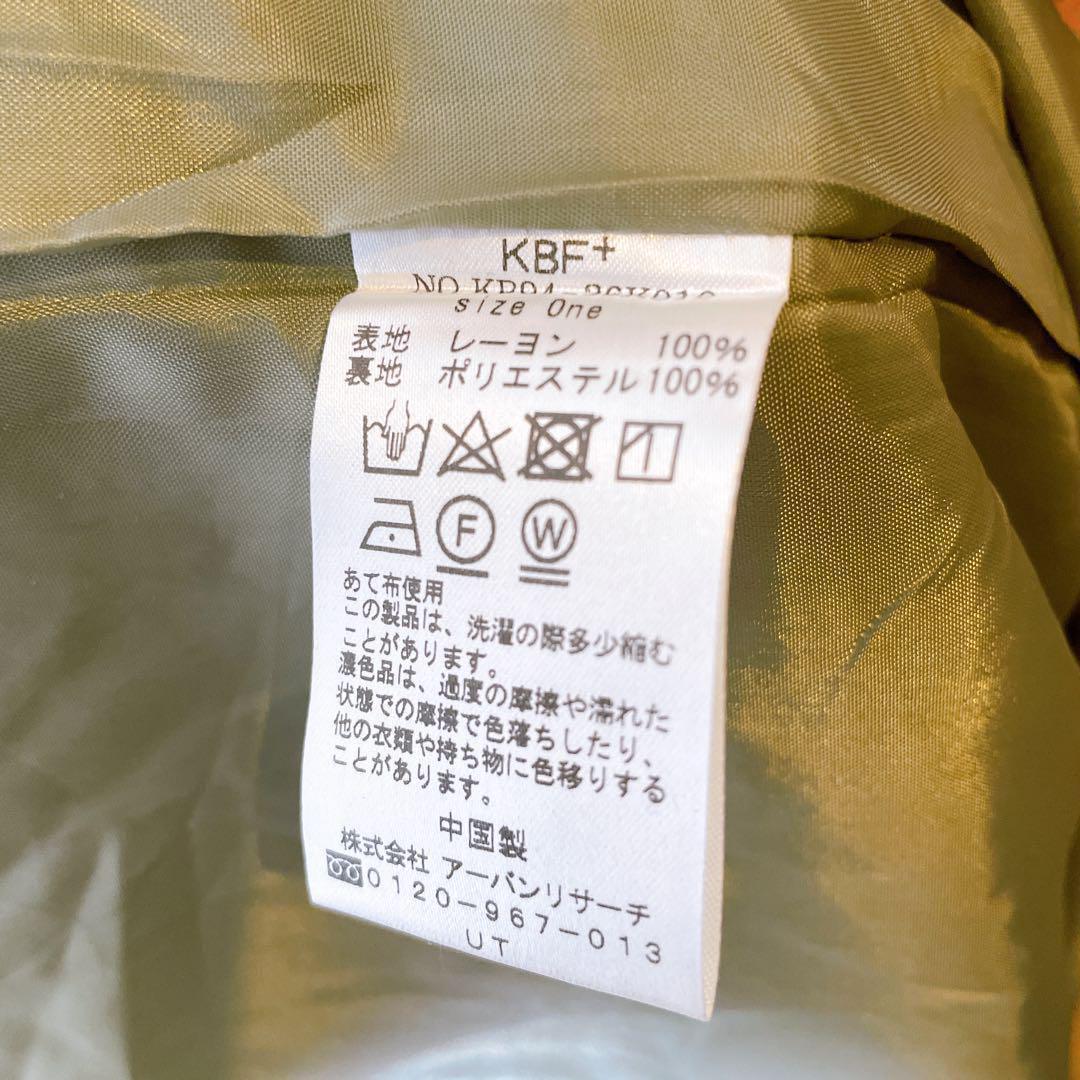 KBF+
size One
表地 レーヨン 100%
裏地 ポリエステル 100%
F W
あて布使用
この製品は、洗濯の際多少縮む
ことがあります。
濃色品は、過度の摩擦や濡れた
状態での摩擦で色落ちしたり、
他の衣類や持ち物に色移りする
ことがあります。
中国製
株式会社 アーバンリサーチ
0120-967-013
UT